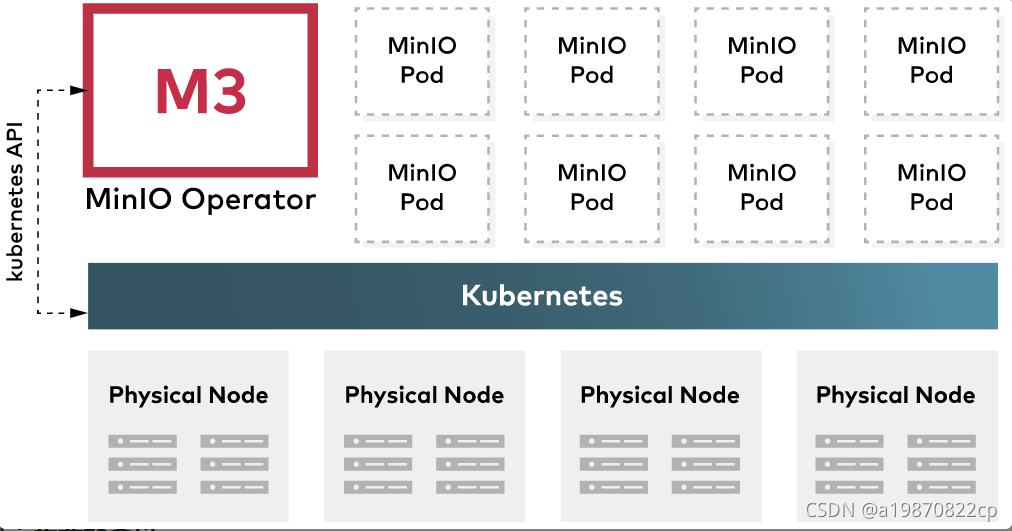 M3
MinIO Operator
kubernetes API
MinIO
Pod
MinIO
Pod
MinIO
Pod
MinIO
Pod
MinIO
Pod
MinIO
Pod
MinIO
Pod
MinIO
Pod
Kubernetes
Physical Node
Physical Node
Physical Node
Physical Node
CSDN @a19870822cp